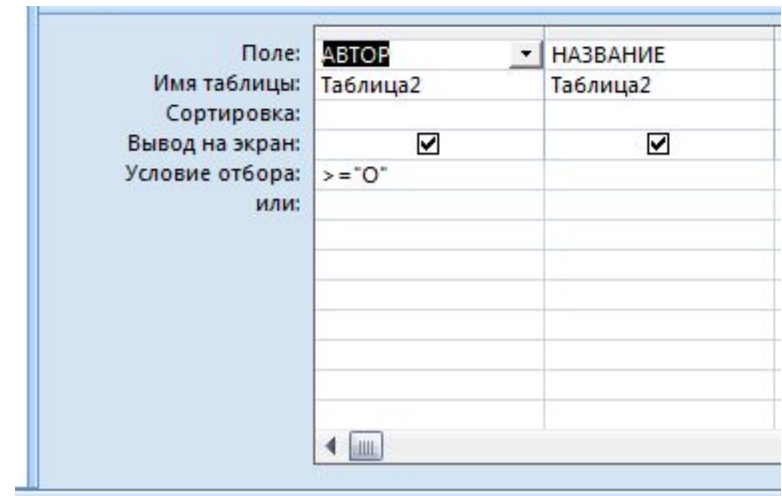 Поле: АВТОР НАЗВАНИЕ
Имя таблицы: Таблица2 Таблица2
Сортировка:
Вывод на экран:
Условие отбора: >="О"
или: